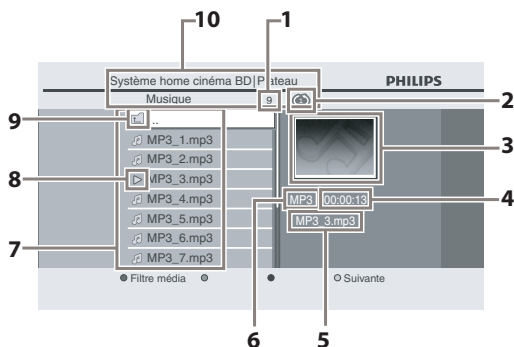 10
1
Système home cinéma BD|Plateau
PHILIPS
Musique
9
2
9
..
3
MP3_1.mp3
MP3_2.mp3
8
MP3_3.mp3
MP3
00:00:13
4
MP3_4.mp3
MP3_3.mp3
MP3_5.mp3
7
MP3_6.mp3
MP3_7.mp3
Filtre média
Suivante
6
5